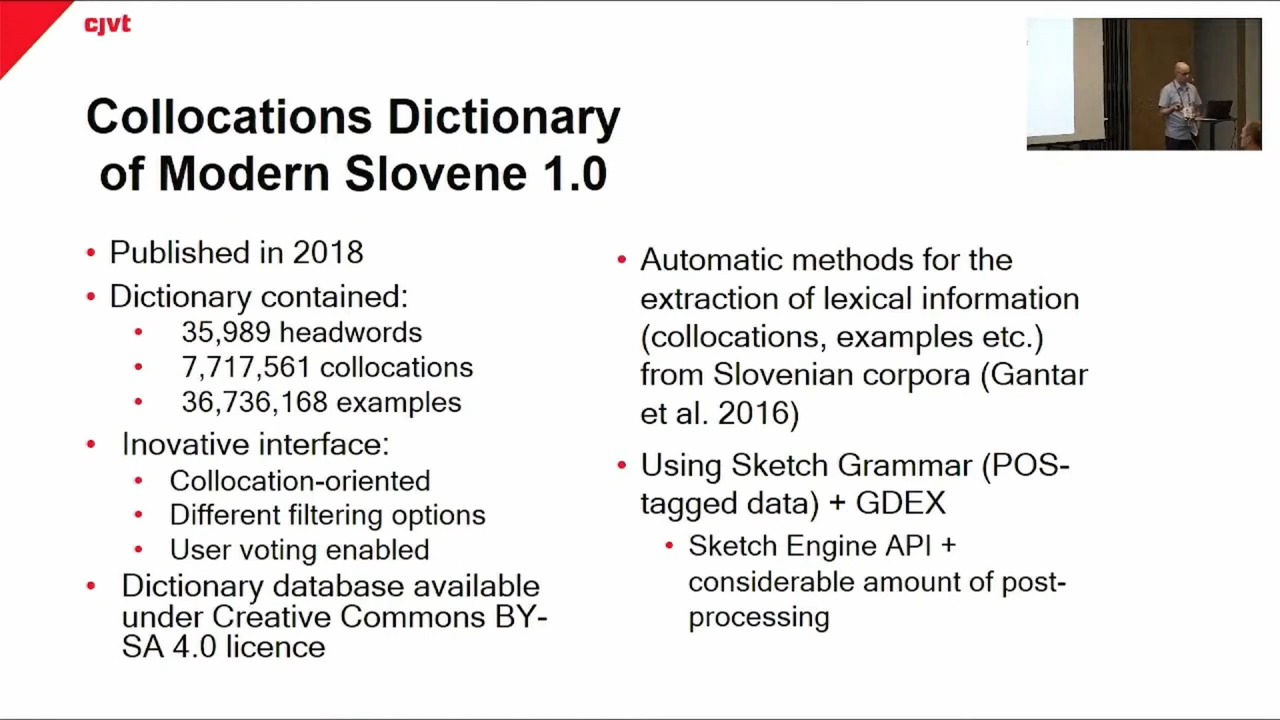 cjvt
Collocations Dictionary
of Modern Slovene 1.0
• Published in 2018
• Dictionary contained:
• 35,989 headwords
• 7,717,561 collocations
• 36,736,168 examples
• Inovative interface:
• Collocation-oriented
• Different filtering options
• User voting enabled
• Dictionary database available
under Creative Commons BY-
SA 4.0 licence
• Automatic methods for the
extraction of lexical information
(collocations, examples etc.)
from Slovenian corpora (Gantar
et al. 2016)
• Using Sketch Grammar (POS-
tagged data) + GDEX
• Sketch Engine API +
considerable amount of post-
processing